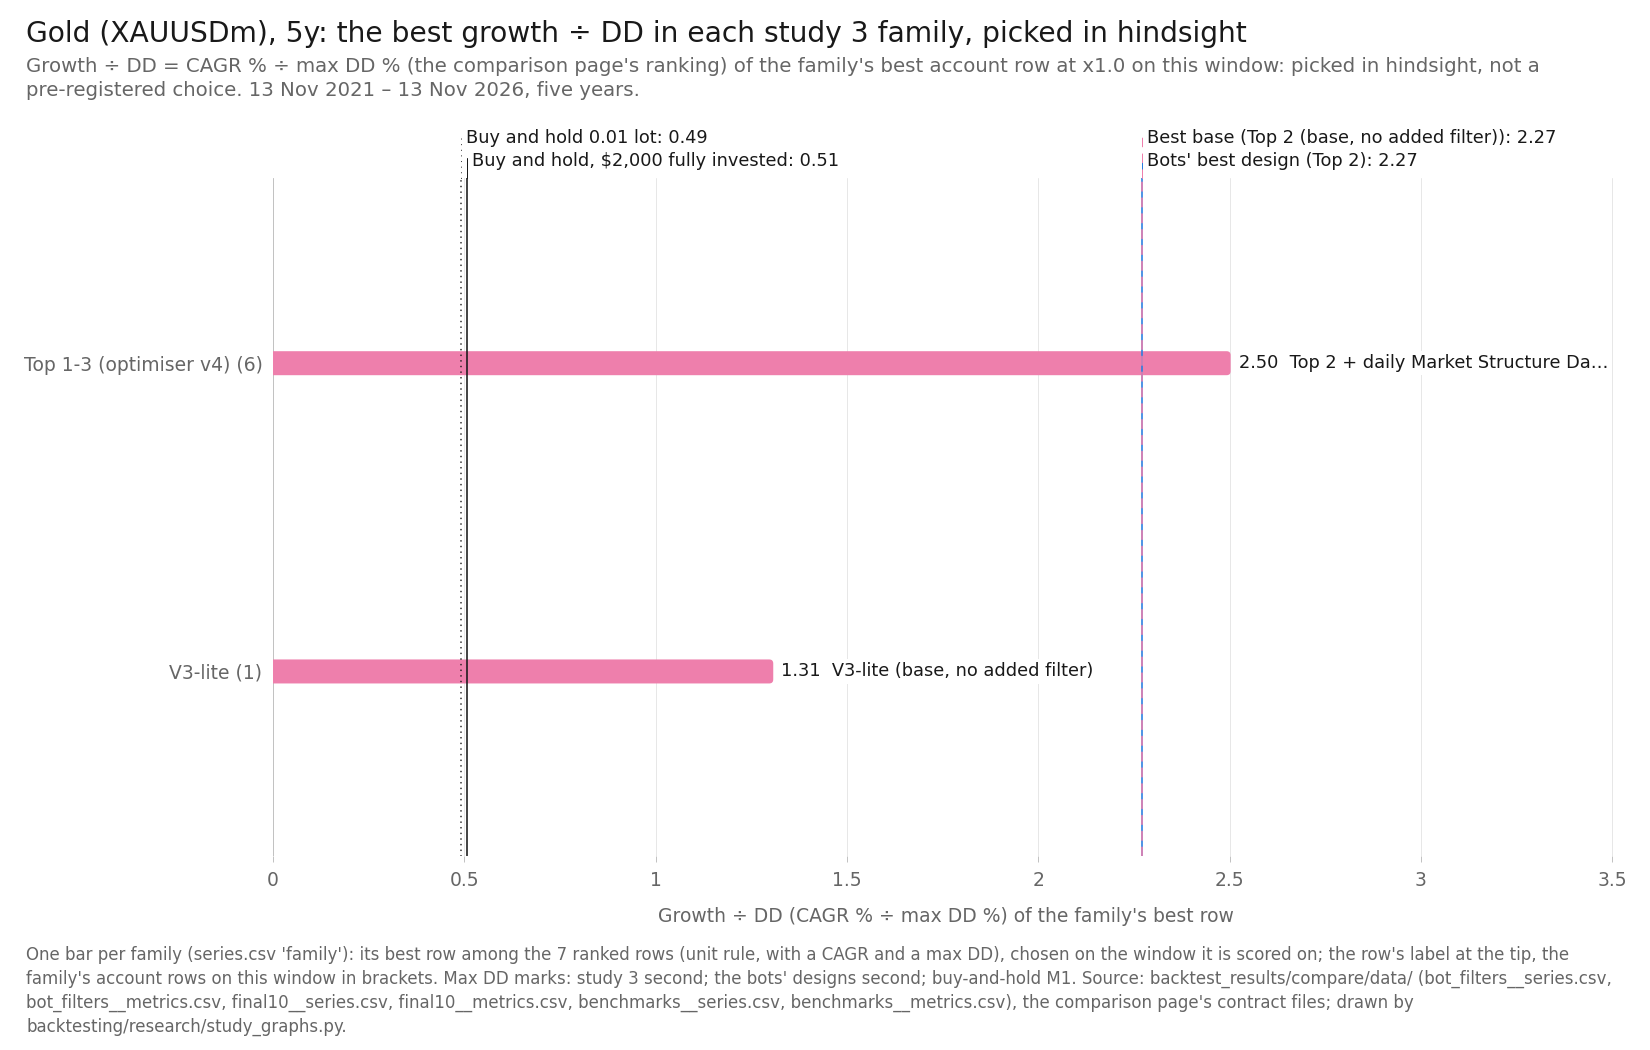 Gold (XAUUSDm), 5y: the best growth ÷ DD in each study 3 family, picked in hindsight
Growth ÷ DD = CAGR % ÷ max DD % (the comparison page's ranking) of the family's best account row at x1.0 on this window: picked in hindsight, not a
pre-registered choice. 13 Nov 2021 – 13 Nov 2026, five years.
Buy and hold 0.01 lot: 0.49
Best base (Top 2 (base, no added filter)): 2.27
Buy and hold, $2,000 fully invested: 0.51
Bots' best design (Top 2): 2.27
Top 1-3 (optimiser v4) (6)
2.50 Top 2 + daily Market Structure Da…
V3-lite (1)
1.31 V3-lite (base, no added filter)
0 0.5 1 1.5 2 2.5 3 3.5
Growth ÷ DD (CAGR % ÷ max DD %) of the family's best row
One bar per family (series.csv 'family'): its best row among the 7 ranked rows (unit rule, with a CAGR and a max DD), chosen on the window it is scored on; the row's label at the tip, the
family's account rows on this window in brackets. Max DD marks: study 3 second; the bots' designs second; buy-and-hold M1. Source: backtest_results/compare/data/ (bot_filters__series.csv,
bot_filters__metrics.csv, final10__series.csv, final10__metrics.csv, benchmarks__series.csv, benchmarks__metrics.csv), the comparison page's contract files; drawn by
backtesting/research/study_graphs.py.